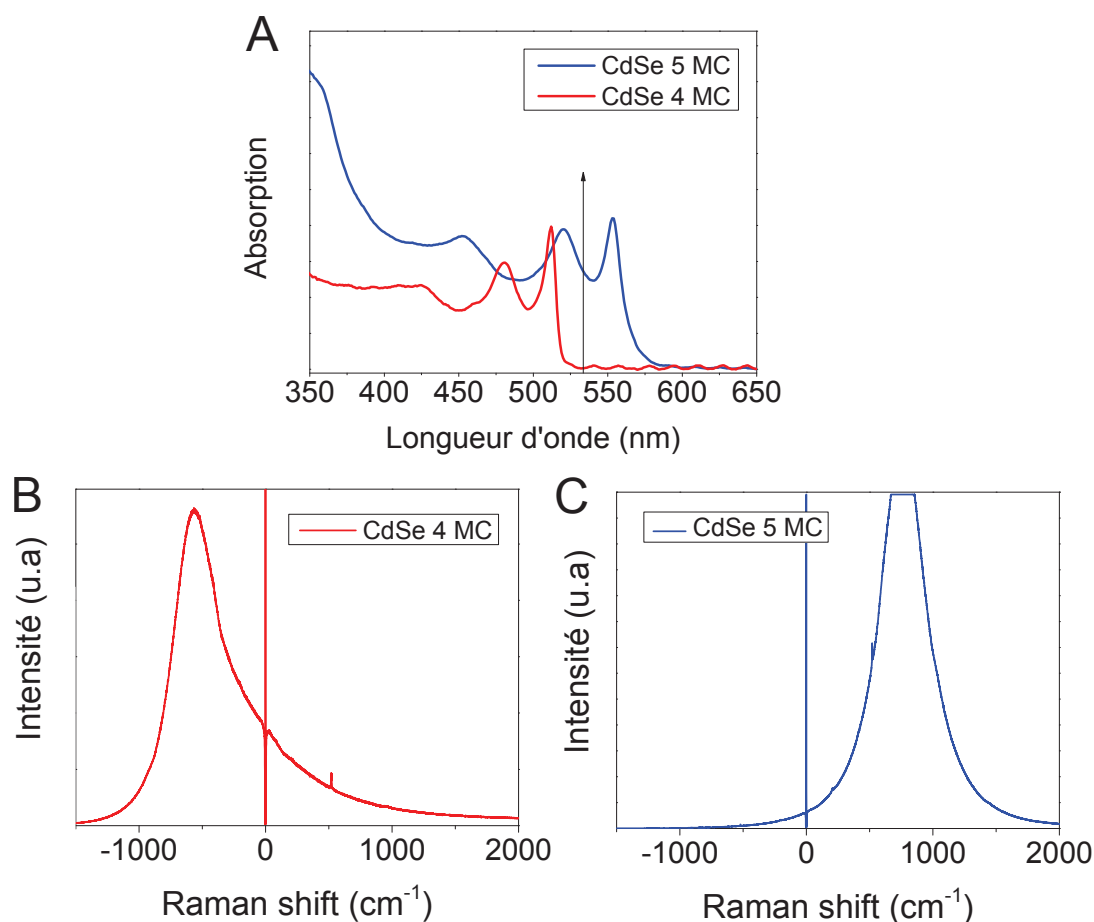 A
CdSe 5 MC
CdSe 4 MC
Absorption
350 400 450 500 550 600 650
Longueur d'onde (nm)
B
CdSe 4 MC
Intensité (u.a)
-1000 0 1000 2000
Raman shift (cm⁻¹)
C
CdSe 5 MC
Intensité (u.a)
-1000 0 1000 2000
Raman shift (cm⁻¹)